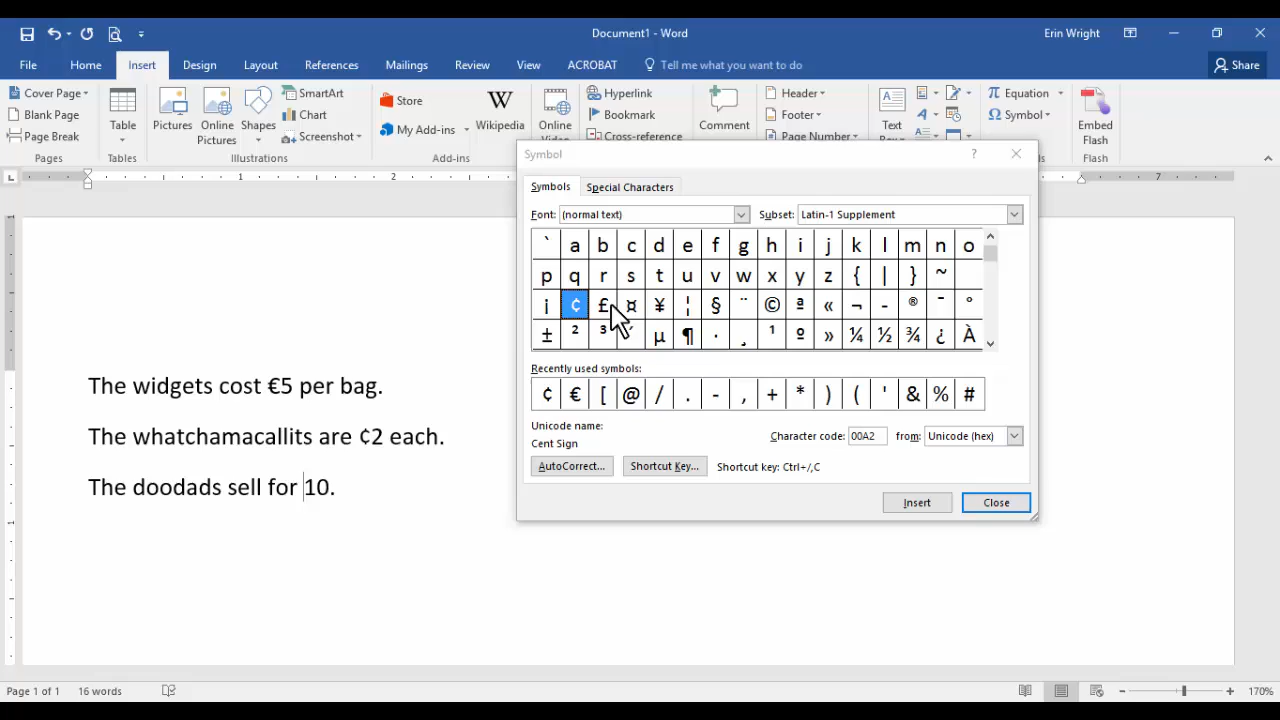 Document1 - Word
Erin Wright
File Home Insert Design Layout References Mailings Review View ACROBAT Tell me what you want to do Share
Cover Page
Blank Page
Page Break
Pages
Table
Tables
Pictures
Online Pictures
Shapes
SmartArt
Chart
Screenshot
Illustrations
Store
My Add-ins
Wikipedia
Add-ins
Online
Hyperlink
Bookmark
Cross-reference
Comment
Header
Footer
Page Number
Text
Equation
Symbol
Embed Flash
Flash
1 2 7
The widgets cost €5 per bag.
The whatchamacallits are ¢2 each.
The doodads sell for 10.
Symbol ?
Symbols Special Characters
Font: (normal text) Subset: Latin-1 Supplement
` a b c d e f g h i j k l m n o
p q r s t u v w x y z { | } ~
¡ ¢ £ ¤ ¥ ¦ § ¨ © ª « ¬ - ® ¯ °
± ² ³ ´ µ ¶ · ¸ ¹ º » ¼ ½ ¾ ¿ À
Recently used symbols:
¢ € [ @ / . - , + * ) ( ' & % #
Unicode name:
Cent Sign
Character code: 00A2 from: Unicode (hex)
AutoCorrect... Shortcut Key... Shortcut key: Ctrl+/,C
Insert Close
Page 1 of 1 16 words 170%